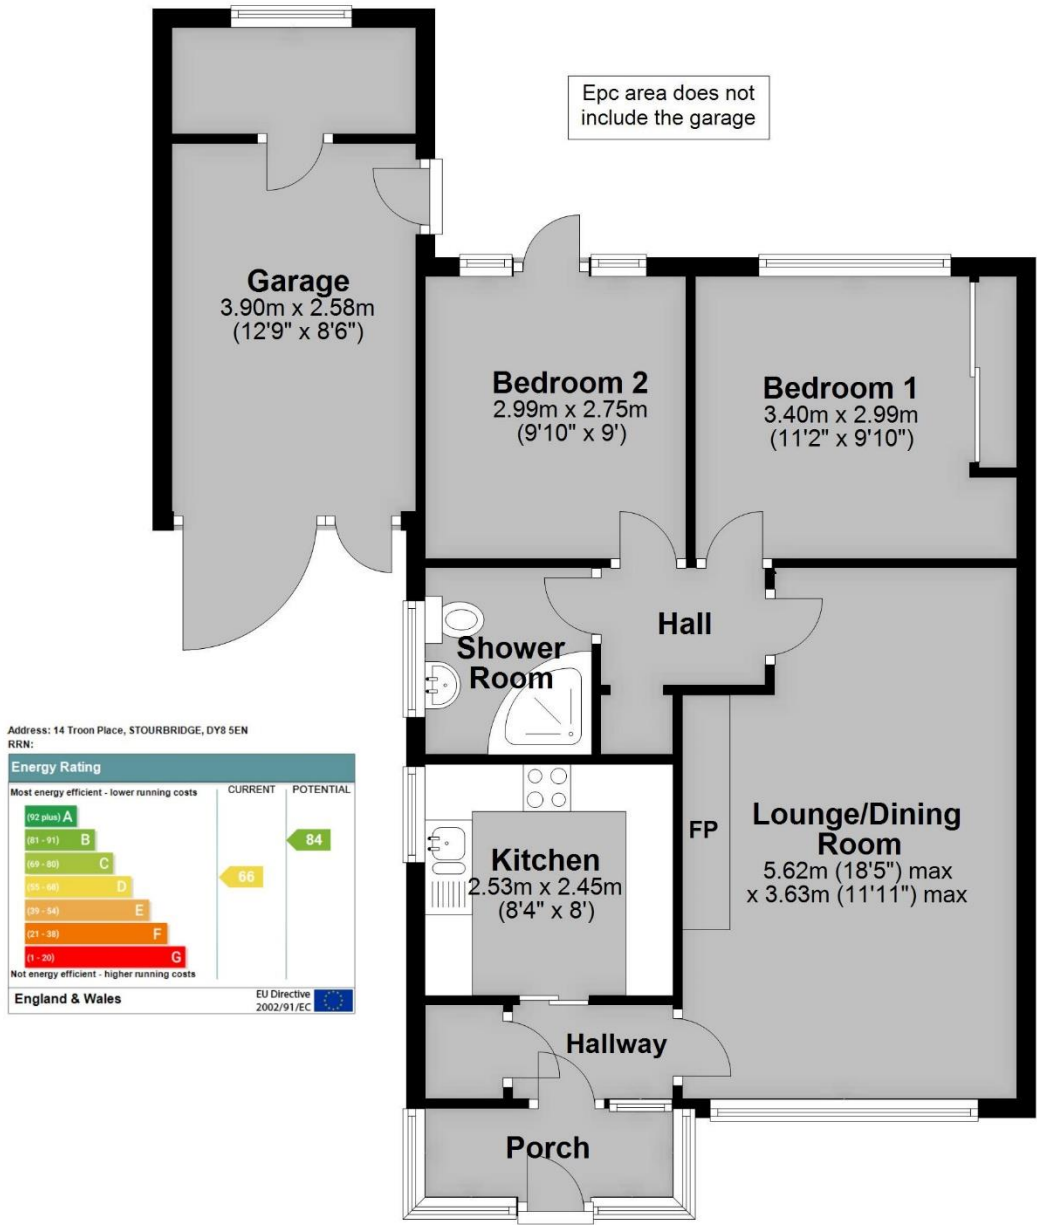 Epc area does not
include the garage
Garage
3.90m x 2.58m
(12'9" x 8'6")
Bedroom 2
2.99m x 2.75m
(9'10" x 9')
Bedroom 1
3.40m x 2.99m
(11'2" x 9'10")
Hall
Shower
Room
Lounge/Dining
Room
5.62m (18'5") max
x 3.63m (11'11") max
FP
Kitchen
2.53m x 2.45m
(8'4" x 8')
Hallway
Porch
Address: 14 Troon Place, STOURBRIDGE, DY8 5EN
RRN:
Energy Rating
Most energy efficient - lower running costs
CURRENT
POTENTIAL
(92 plus) A
(81 - 91) B
84
(69 - 80) C
(55 - 68) D
66
(39 - 54) E
(21 - 38) F
(1 - 20) G
Not energy efficient - higher running costs
England & Wales
EU Directive
2002/91/EC